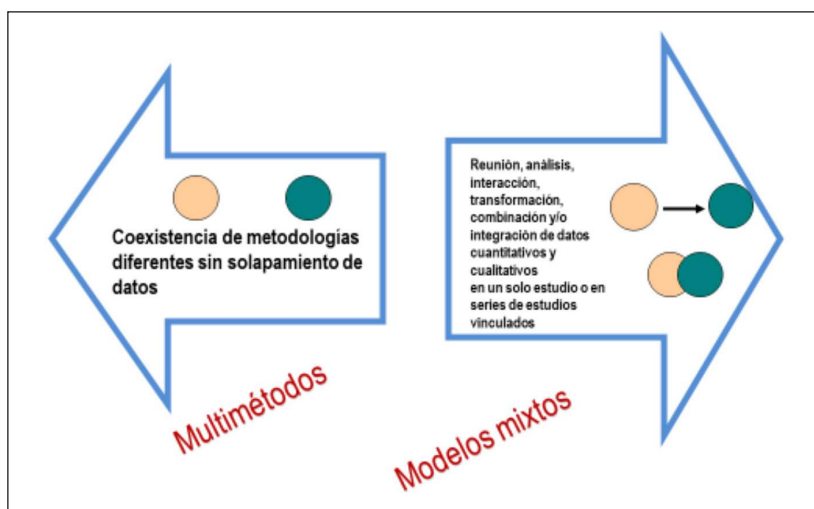 Coexistencia de metodologías
diferentes sin solapamiento de
datos
Multimétodos
Reunión, anàlisis,
interacción,
transformación,
combinación y/o
integración de datos
cuantitativos y
cualitativos
en un solo estudio o en
series de estudios
vinculados
Modelos mixtos